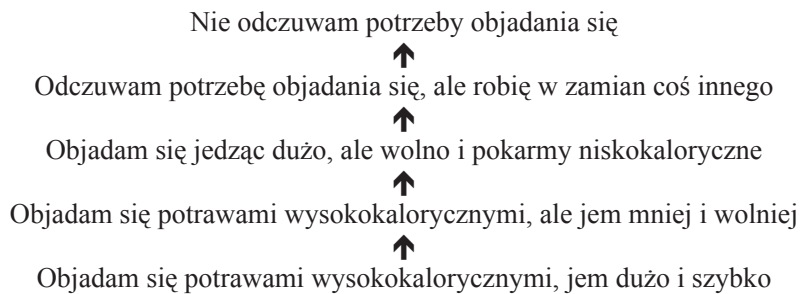 Nie odczuwam potrzeby objadania się
Odczuwam potrzebę objadania się, ale robię w zamian coś innego
Objadam się jedząc dużo, ale wolno i pokarmy niskokaloryczne
Objadam się potrawami wysokokalorycznymi, ale jem mniej i wolniej
Objadam się potrawami wysokokalorycznymi, jem dużo i szybko